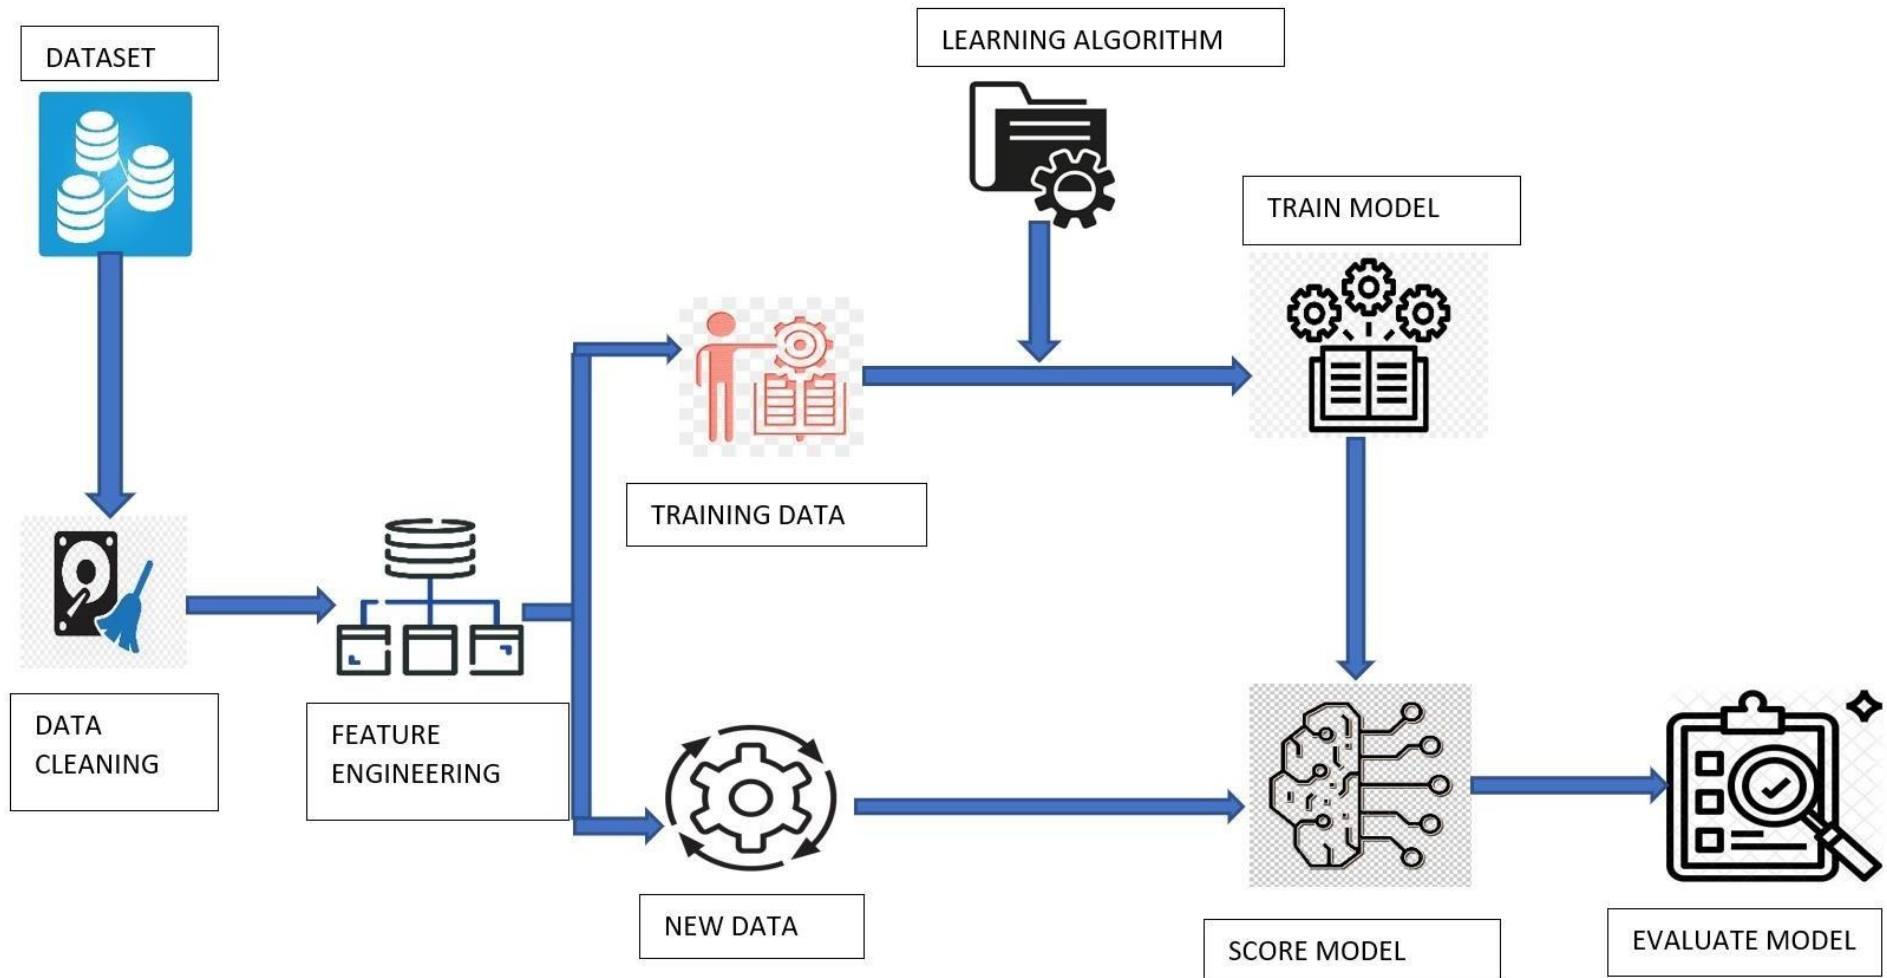 DATASET
LEARNING ALGORITHM
TRAIN MODEL
TRAINING DATA
DATA
CLEANING
FEATURE
ENGINEERING
NEW DATA
SCORE MODEL
EVALUATE MODEL